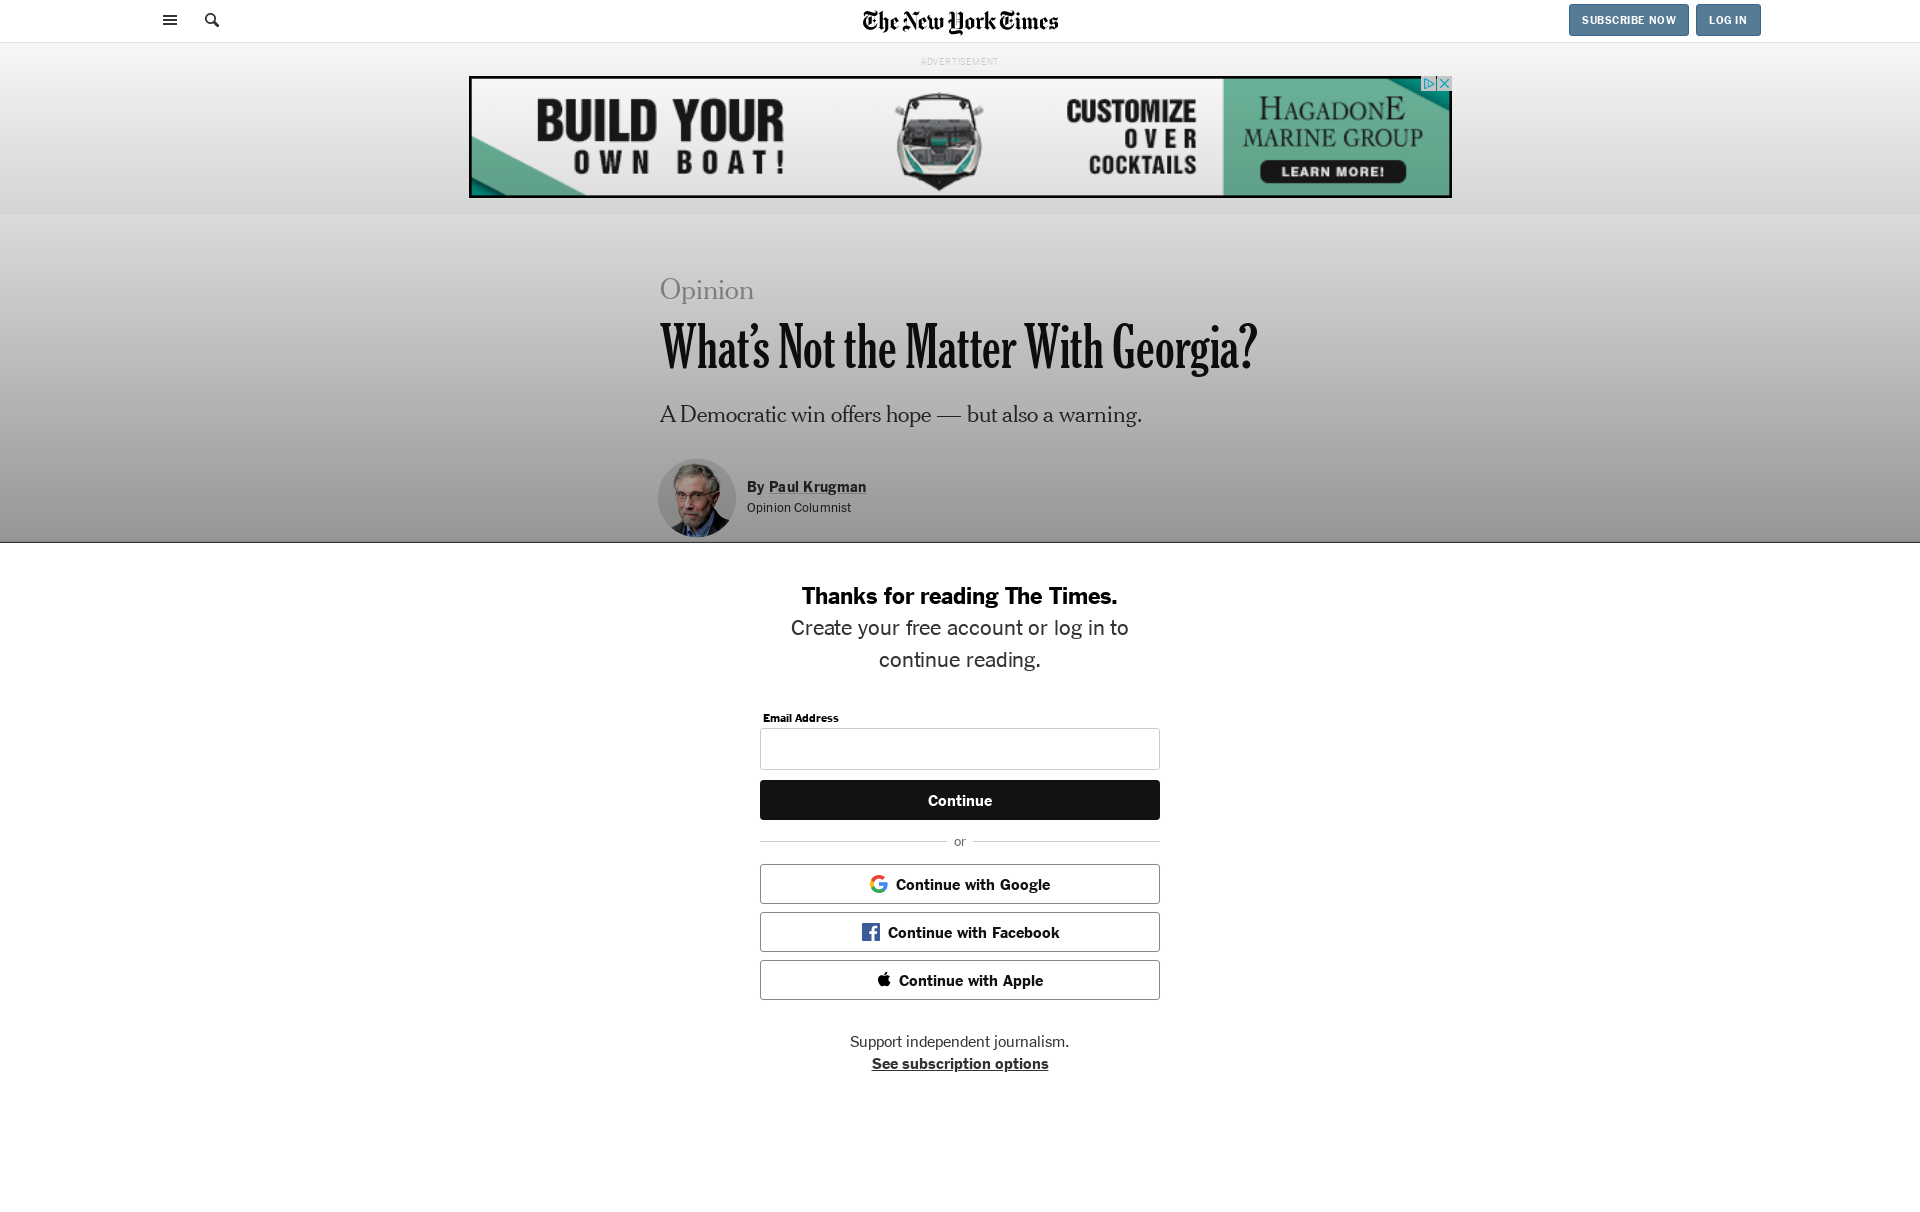 The New York Times
SUBSCRIBE NOW
LOG IN
ADVERTISEMENT
BUILD YOUR
OWN BOAT!
CUSTOMIZE
OVER
COCKTAILS
HAGADONE
MARINE GROUP
LEARN MORE!
Opinion
What's Not the Matter With Georgia?
A Democratic win offers hope — but also a warning.
By Paul Krugman
Opinion Columnist
Thanks for reading The Times.
Create your free account or log in to
continue reading.
Email Address
Continue
or
Continue with Google
Continue with Facebook
Continue with Apple
Support independent journalism.
See subscription options